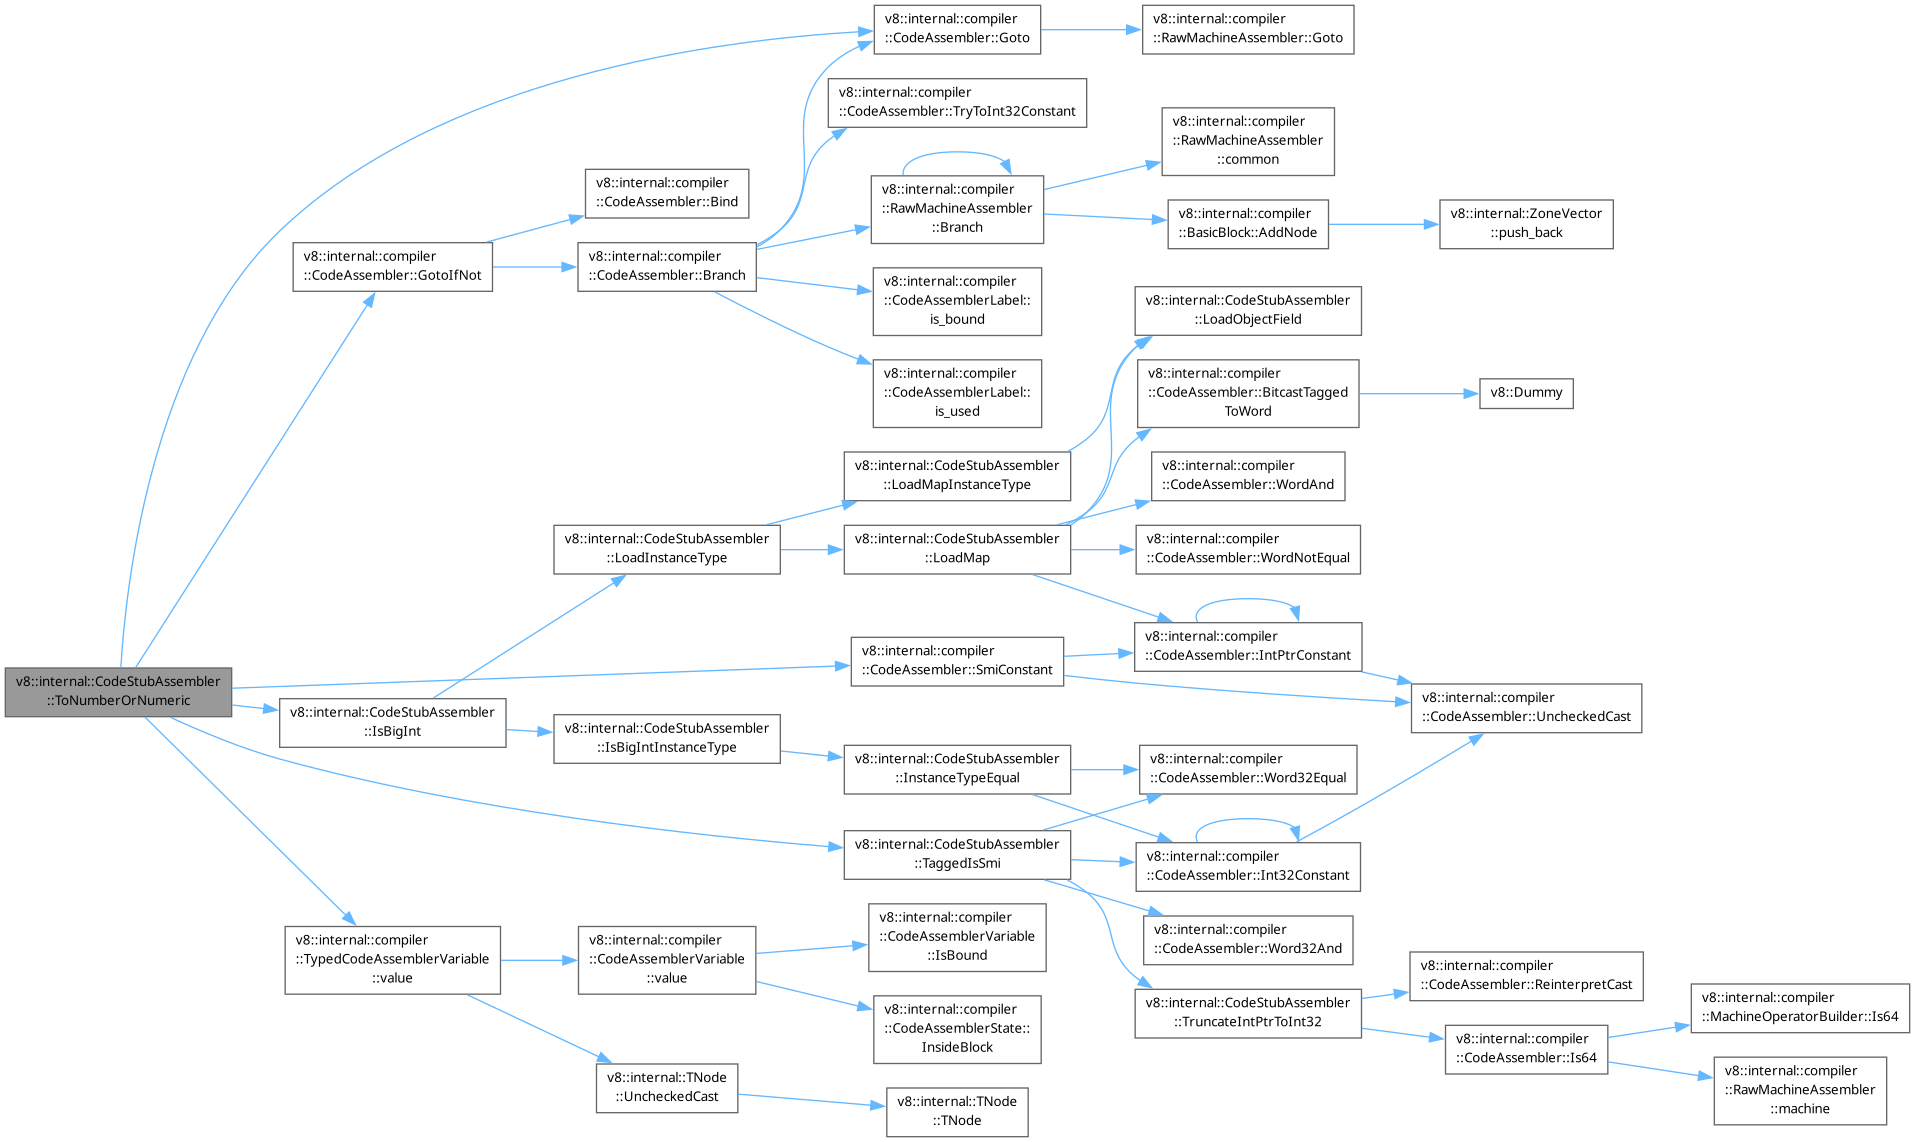 v8::internal::compiler
::CodeAssembler::Goto
v8::internal::compiler
::RawMachineAssembler::Goto
v8::internal::compiler
::CodeAssembler::TryToInt32Constant
v8::internal::compiler
::RawMachineAssembler
::common
v8::internal::compiler
::CodeAssembler::Bind
v8::internal::compiler
::RawMachineAssembler
::Branch
v8::internal::compiler
::BasicBlock::AddNode
v8::internal::ZoneVector
::push_back
v8::internal::compiler
::CodeAssembler::GotoIfNot
v8::internal::compiler
::CodeAssembler::Branch
v8::internal::compiler
::CodeAssemblerLabel::
is_bound
v8::internal::CodeStubAssembler
::LoadObjectField
v8::internal::compiler
::CodeAssemblerLabel::
is_used
v8::internal::compiler
::CodeAssembler::BitcastTagged
ToWord
v8::Dummy
v8::internal::CodeStubAssembler
::LoadMapInstanceType
v8::internal::compiler
::CodeAssembler::WordAnd
v8::internal::CodeStubAssembler
::LoadInstanceType
v8::internal::CodeStubAssembler
::LoadMap
v8::internal::compiler
::CodeAssembler::WordNotEqual
v8::internal::CodeStubAssembler
::ToNumberOrNumeric
v8::internal::compiler
::CodeAssembler::SmiConstant
v8::internal::compiler
::CodeAssembler::IntPtrConstant
v8::internal::CodeStubAssembler
::IsBigInt
v8::internal::CodeStubAssembler
::IsBigIntInstanceType
v8::internal::compiler
::CodeAssembler::UncheckedCast
v8::internal::CodeStubAssembler
::InstanceTypeEqual
v8::internal::compiler
::CodeAssembler::Word32Equal
v8::internal::CodeStubAssembler
::TaggedIsSmi
v8::internal::compiler
::CodeAssembler::Int32Constant
v8::internal::compiler
::TypedCodeAssemblerVariable
::value
v8::internal::compiler
::CodeAssemblerVariable
::value
v8::internal::compiler
::CodeAssemblerVariable
::IsBound
v8::internal::compiler
::CodeAssembler::Word32And
v8::internal::compiler
::CodeAssemblerState::
InsideBlock
v8::internal::CodeStubAssembler
::TruncateIntPtrToInt32
v8::internal::compiler
::CodeAssembler::ReinterpretCast
v8::internal::compiler
::CodeAssembler::Is64
v8::internal::compiler
::MachineOperatorBuilder::Is64
v8::internal::compiler
::RawMachineAssembler
::machine
v8::internal::TNode
::UncheckedCast
v8::internal::TNode
::TNode